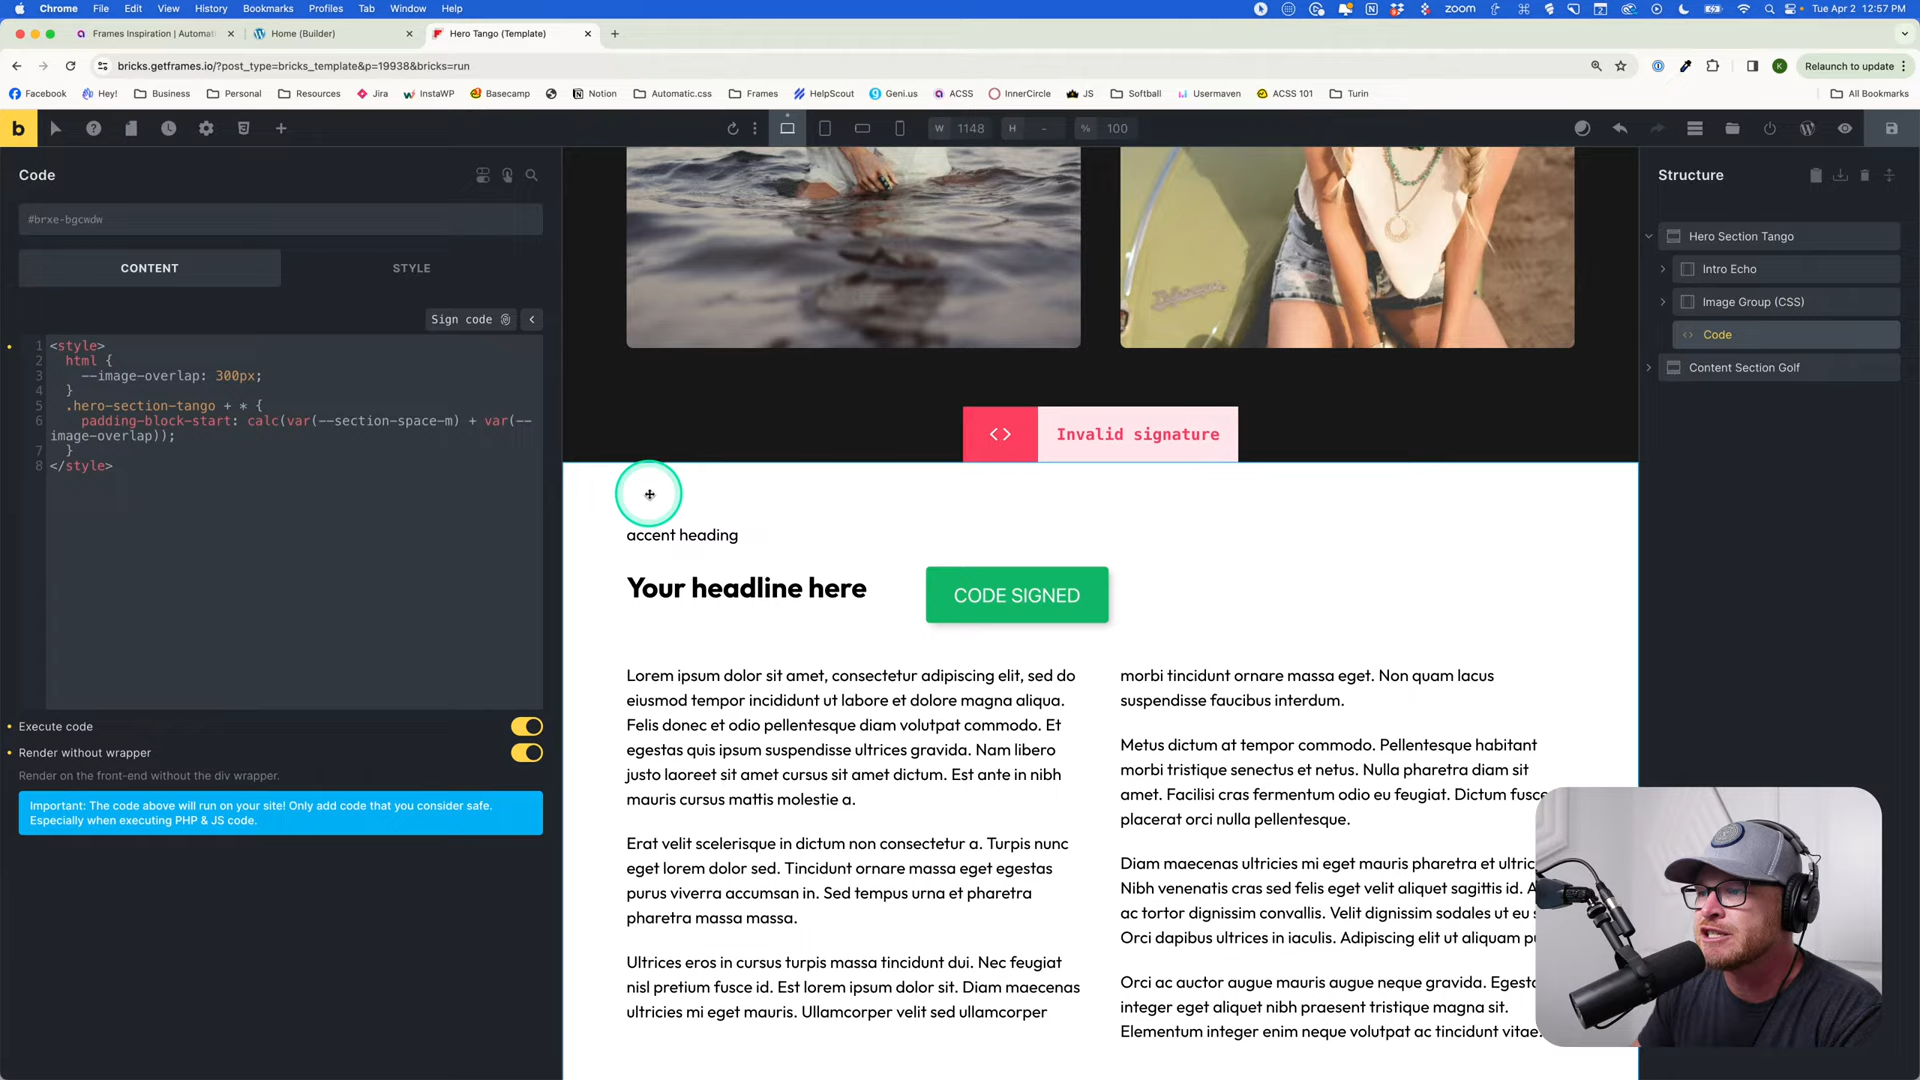 Chrome File Edit View History Bookmarks Profiles Tab Window Help
zoom
Tue Apr 2 12:57 PM
Frames Inspiration | Automat
Home (Builder)
Hero Tango (Template)
bricks.getframes.io/?post_type=bricks_template&p=19938&bricks=run
Relaunch to update
Facebook Hey! Business Personal Resources Jira InstaWP Basecamp Notion Automatic.css Frames HelpScout Geni.us ACSS InnerCircle JS Softball Usermaven ACSS 101 Turin All Bookmarks
b
W 1148 H - % 100
Code
#brxe-bgcwdw
CONTENT
STYLE
Sign code
1 <style>
2 html {
3 --image-overlap: 300px;
4 }
5 .hero-section-tango + * {
6 padding-block-start: calc(var(--section-space-m) + var(--
image-overlap));
7 }
8 </style>
Execute code
Render without wrapper
Render on the front-end without the div wrapper.
Important: The code above will run on your site! Only add code that you consider safe.
Especially when executing PHP & JS code.
<> Invalid signature
accent heading
Your headline here
CODE SIGNED
Lorem ipsum dolor sit amet, consectetur adipiscing elit, sed do
eiusmod tempor incididunt ut labore et dolore magna aliqua.
Felis donec et odio pellentesque diam volutpat commodo. Et
egestas quis ipsum suspendisse ultrices gravida. Nam libero
justo laoreet sit amet cursus sit amet dictum. Est ante in nibh
mauris cursus mattis molestie a.
Erat velit scelerisque in dictum non consectetur a. Turpis nunc
eget lorem dolor sed. Tincidunt ornare massa eget egestas
purus viverra accumsan in. Sed tempus urna et pharetra
pharetra massa massa.
Ultrices eros in cursus turpis massa tincidunt dui. Nec feugiat
nisl pretium fusce id. Est lorem ipsum dolor sit. Diam maecenas
ultricies mi eget mauris. Ullamcorper velit sed ullamcorper
morbi tincidunt ornare massa eget. Non quam lacus
suspendisse faucibus interdum.
Metus dictum at tempor commodo. Pellentesque habitant
morbi tristique senectus et netus. Nulla pharetra diam sit
amet. Facilisi cras fermentum odio eu feugiat. Dictum fusce
placerat orci nulla pellentesque.
Diam maecenas ultricies mi eget mauris pharetra et ultric
Nibh venenatis cras sed felis eget velit aliquet sagittis id. A
ac tortor dignissim convallis. Velit dignissim sodales ut eu s
Orci dapibus ultrices in iaculis. Adipiscing elit ut aliquam pu
Orci ac auctor augue mauris augue neque gravida. Egesta
integer eget aliquet nibh praesent tristique magna sit.
Elementum integer enim neque volutpat ac tincidunt vitae.
Structure
Hero Section Tango
Intro Echo
Image Group (CSS)
<> Code
Content Section Golf